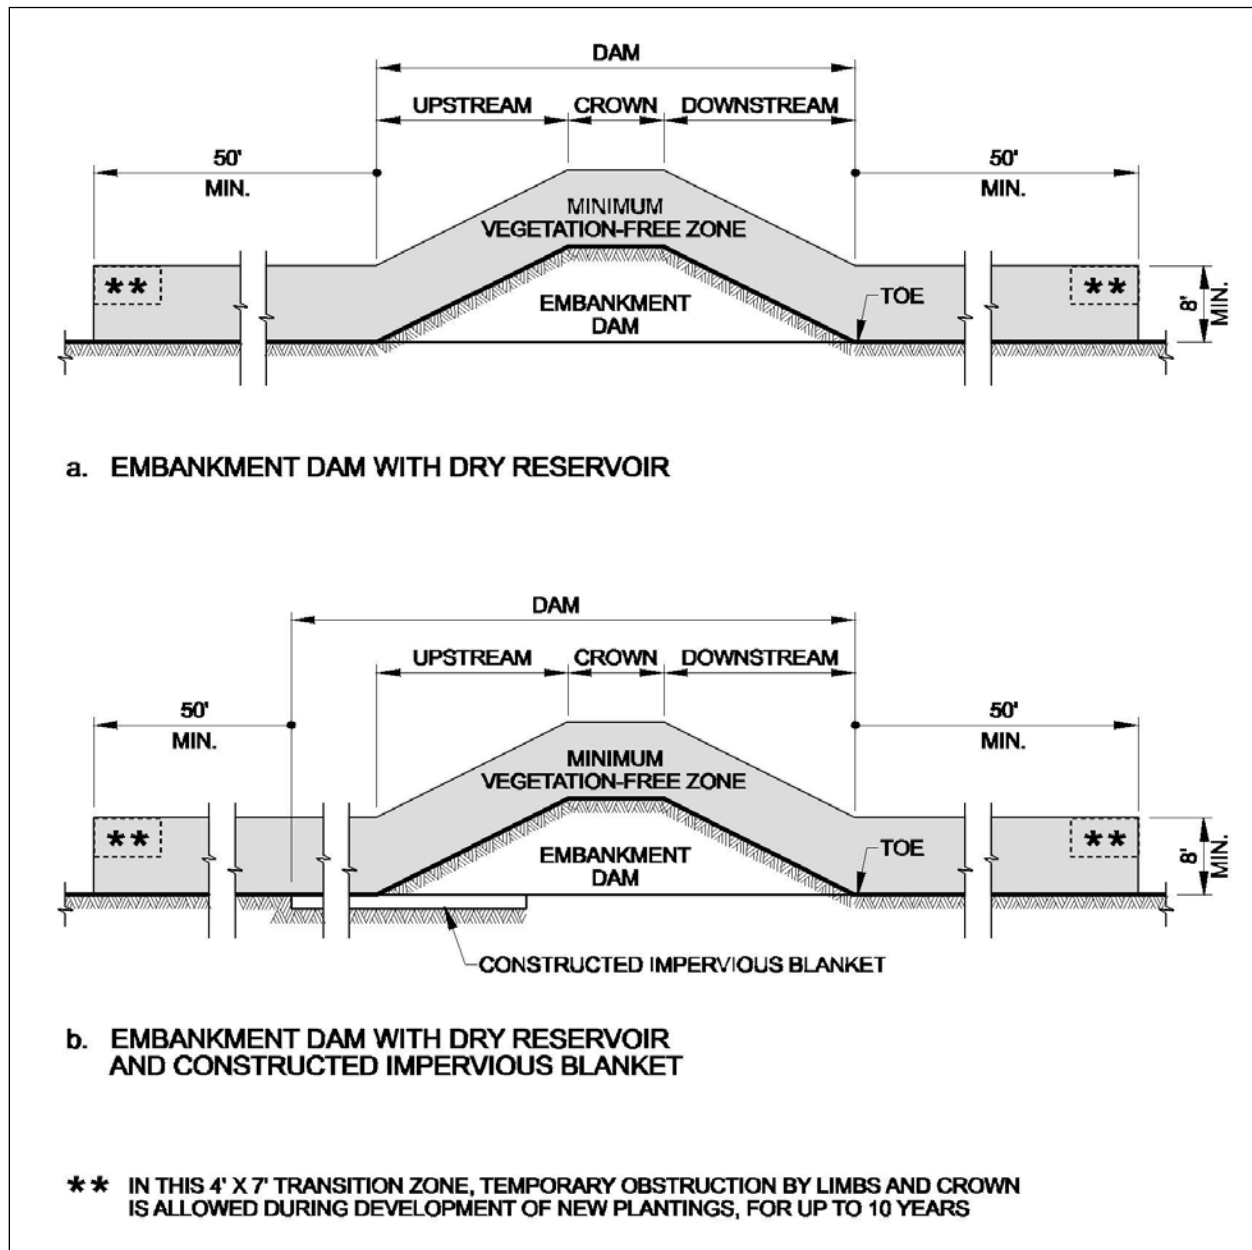 DAM
UPSTREAM CROWN DOWNSTREAM
50'
MIN.
50'
MIN.
MINIMUM
VEGETATION-FREE ZONE
** **
EMBANKMENT
DAM
TOE
8'
MIN.
a. EMBANKMENT DAM WITH DRY RESERVOIR
DAM
UPSTREAM CROWN DOWNSTREAM
50'
MIN.
50'
MIN.
MINIMUM
VEGETATION-FREE ZONE
** **
EMBANKMENT
DAM
TOE
8'
MIN.
CONSTRUCTED IMPERVIOUS BLANKET
b. EMBANKMENT DAM WITH DRY RESERVOIR
AND CONSTRUCTED IMPERVIOUS BLANKET
** IN THIS 4' X 7' TRANSITION ZONE, TEMPORARY OBSTRUCTION BY LIMBS AND CROWN
IS ALLOWED DURING DEVELOPMENT OF NEW PLANTINGS, FOR UP TO 10 YEARS